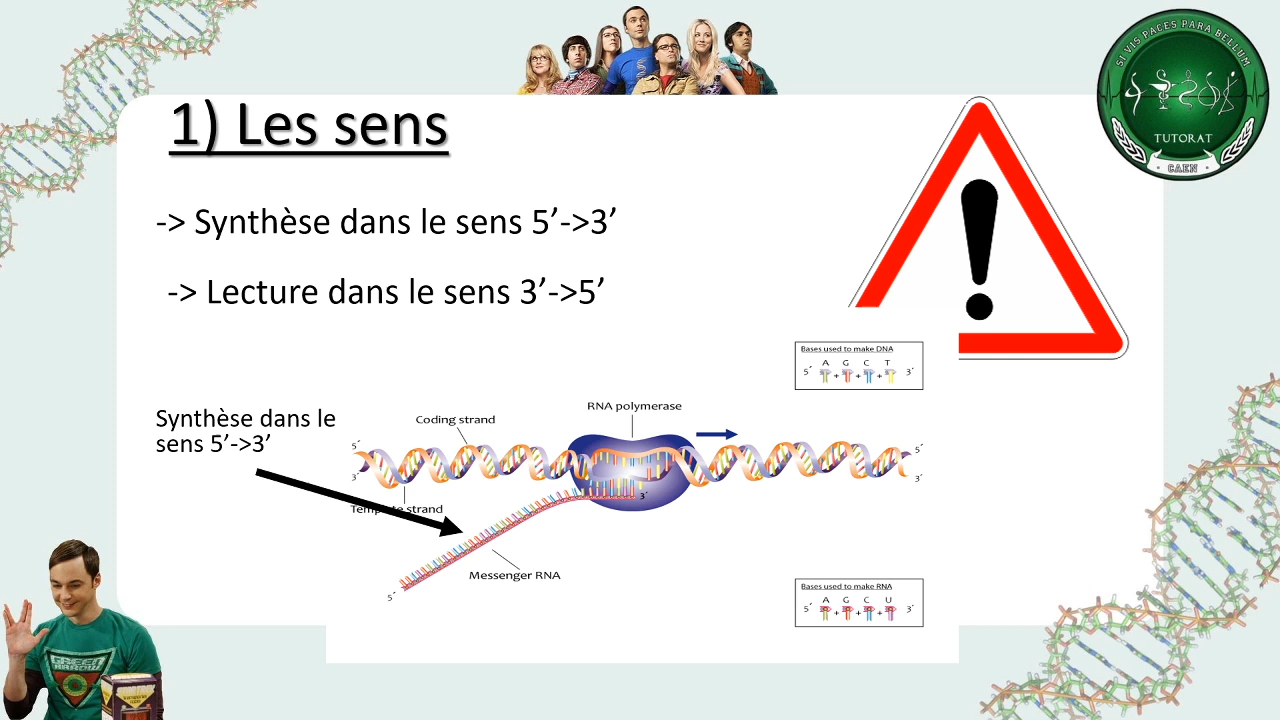 SI VIS PACES PARA BELLUM
TUTORAT
CAEN
1) Les sens
-> Synthèse dans le sens 5’->3’
-> Lecture dans le sens 3’->5’
Bases used to make DNA
A G C T
5´ + + + 3´
Synthèse dans le
sens 5’->3’
RNA polymerase
Coding strand
5´ 5´
3´ 3´
3´
Template strand
Messenger RNA
5´
Bases used to make RNA
A G C U
5´ + + + 3´
GREEN